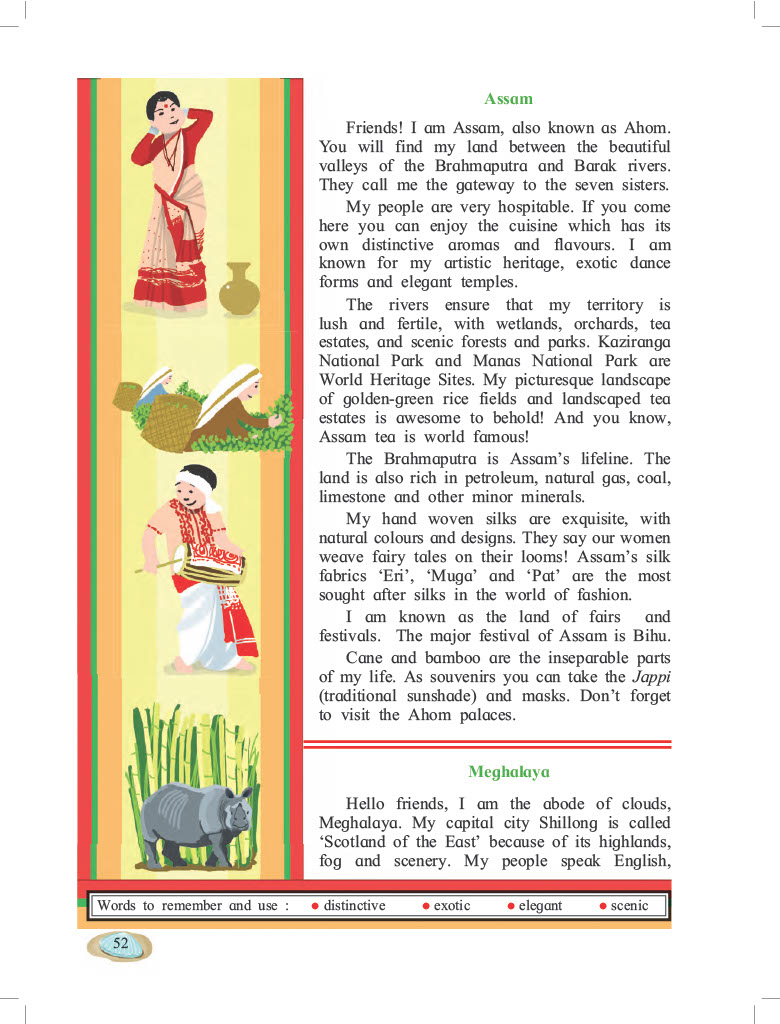 Assam
Friends! I am Assam, also known as Ahom.
You will find my land between the beautiful
valleys of the Brahmaputra and Barak rivers.
They call me the gateway to the seven sisters.
My people are very hospitable. If you come
here you can enjoy the cuisine which has its
own distinctive aromas and flavours. I am
known for my artistic heritage, exotic dance
forms and elegant temples.
The rivers ensure that my territory is
lush and fertile, with wetlands, orchards, tea
estates, and scenic forests and parks. Kaziranga
National Park and Manas National Park are
World Heritage Sites. My picturesque landscape
of golden-green rice fields and landscaped tea
estates is awesome to behold! And you know,
Assam tea is world famous!
The Brahmaputra is Assam's lifeline. The
land is also rich in petroleum, natural gas, coal,
limestone and other minor minerals.
My hand woven silks are exquisite, with
natural colours and designs. They say our women
weave fairy tales on their looms! Assam's silk
fabrics ‘Eri’, ‘Muga’ and ‘Pat’ are the most
sought after silks in the world of fashion.
I am known as the land of fairs and
festivals. The major festival of Assam is Bihu.
Cane and bamboo are the inseparable parts
of my life. As souvenirs you can take the Jappi
(traditional sunshade) and masks. Don't forget
to visit the Ahom palaces.
Meghalaya
Hello friends, I am the abode of clouds,
Meghalaya. My capital city Shillong is called
‘Scotland of the East’ because of its highlands,
fog and scenery. My people speak English,
Words to remember and use : • distinctive • exotic • elegant • scenic
52